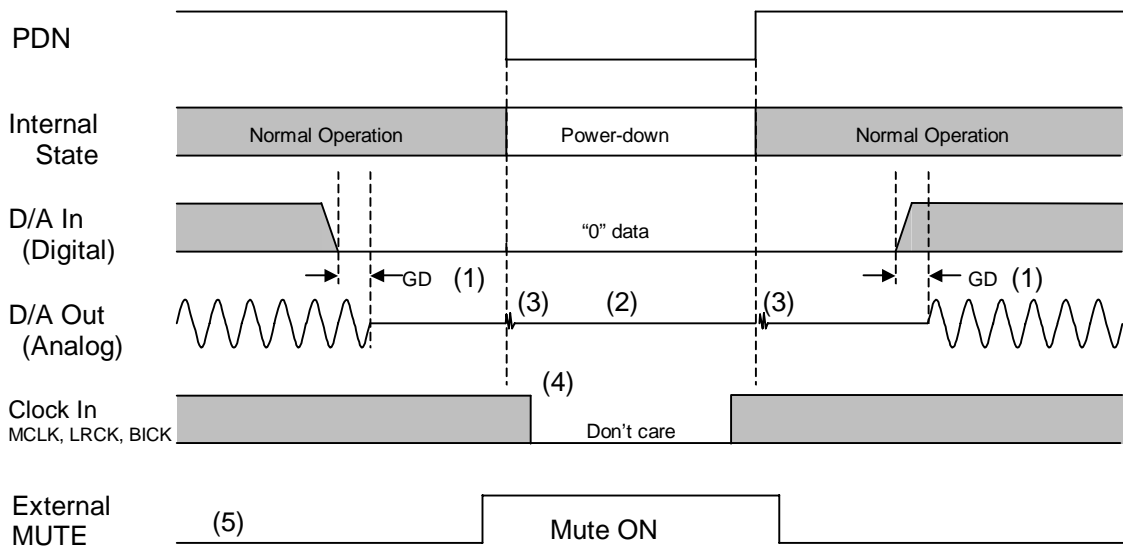 PDN
Internal
State
Normal Operation
Power-down
Normal Operation
D/A In
(Digital)
“0” data
GD (1)
GD (1)
D/A Out
(Analog)
(3)
(2)
(3)
(4)
Clock In
MCLK, LRCK, BICK
Don’t care
External
MUTE
(5)
Mute ON